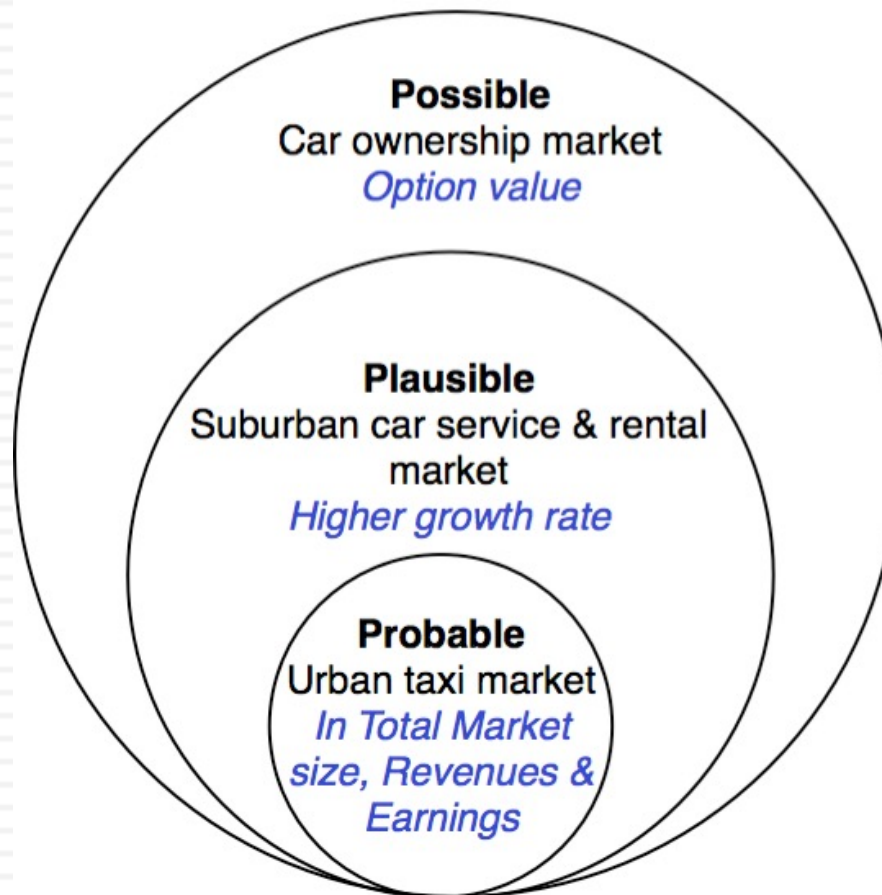 Possible
Car ownership market
Option value
Plausible
Suburban car service & rental
market
Higher growth rate
Probable
Urban taxi market
In Total Market
size, Revenues &
Earnings